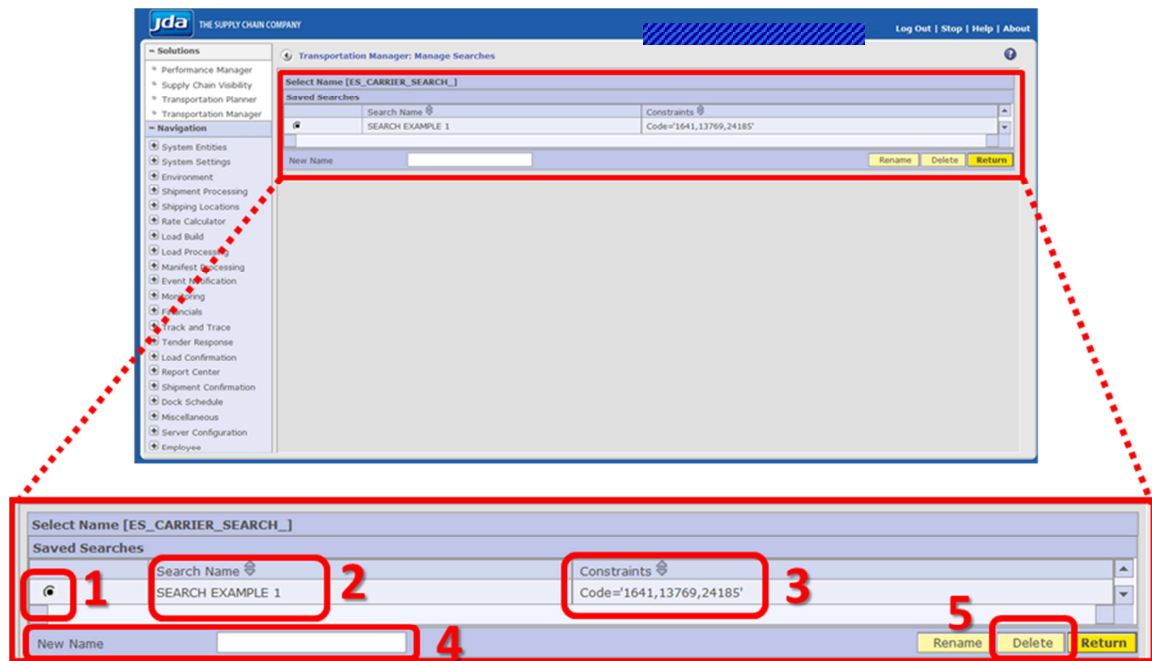 jda THE SUPPLY CHAIN COMPANY
Log Out | Stop | Help | About
− Solutions
Performance Manager
Supply Chain Visibility
Transportation Planner
Transportation Manager
− Navigation
System Entities
System Settings
Environment
Shipment Processing
Shipping Locations
Rate Calculator
Load Build
Load Processing
Manifest Processing
Event Notification
Monitoring
Financials
Track and Trace
Tender Response
Load Confirmation
Report Center
Shipment Confirmation
Dock Schedule
Miscellaneous
Server Configuration
Employee
Transportation Manager: Manage Searches
?
Select Name [ES_CARRIER_SEARCH_]
Saved Searches
Search Name Constraints
SEARCH EXAMPLE 1 Code='1641,13769,24185'
New Name Rename Delete Return
Select Name [ES_CARRIER_SEARCH_]
Saved Searches
Search Name Constraints
SEARCH EXAMPLE 1 Code='1641,13769,24185'
1 2 3
New Name 4 Rename Delete Return
5